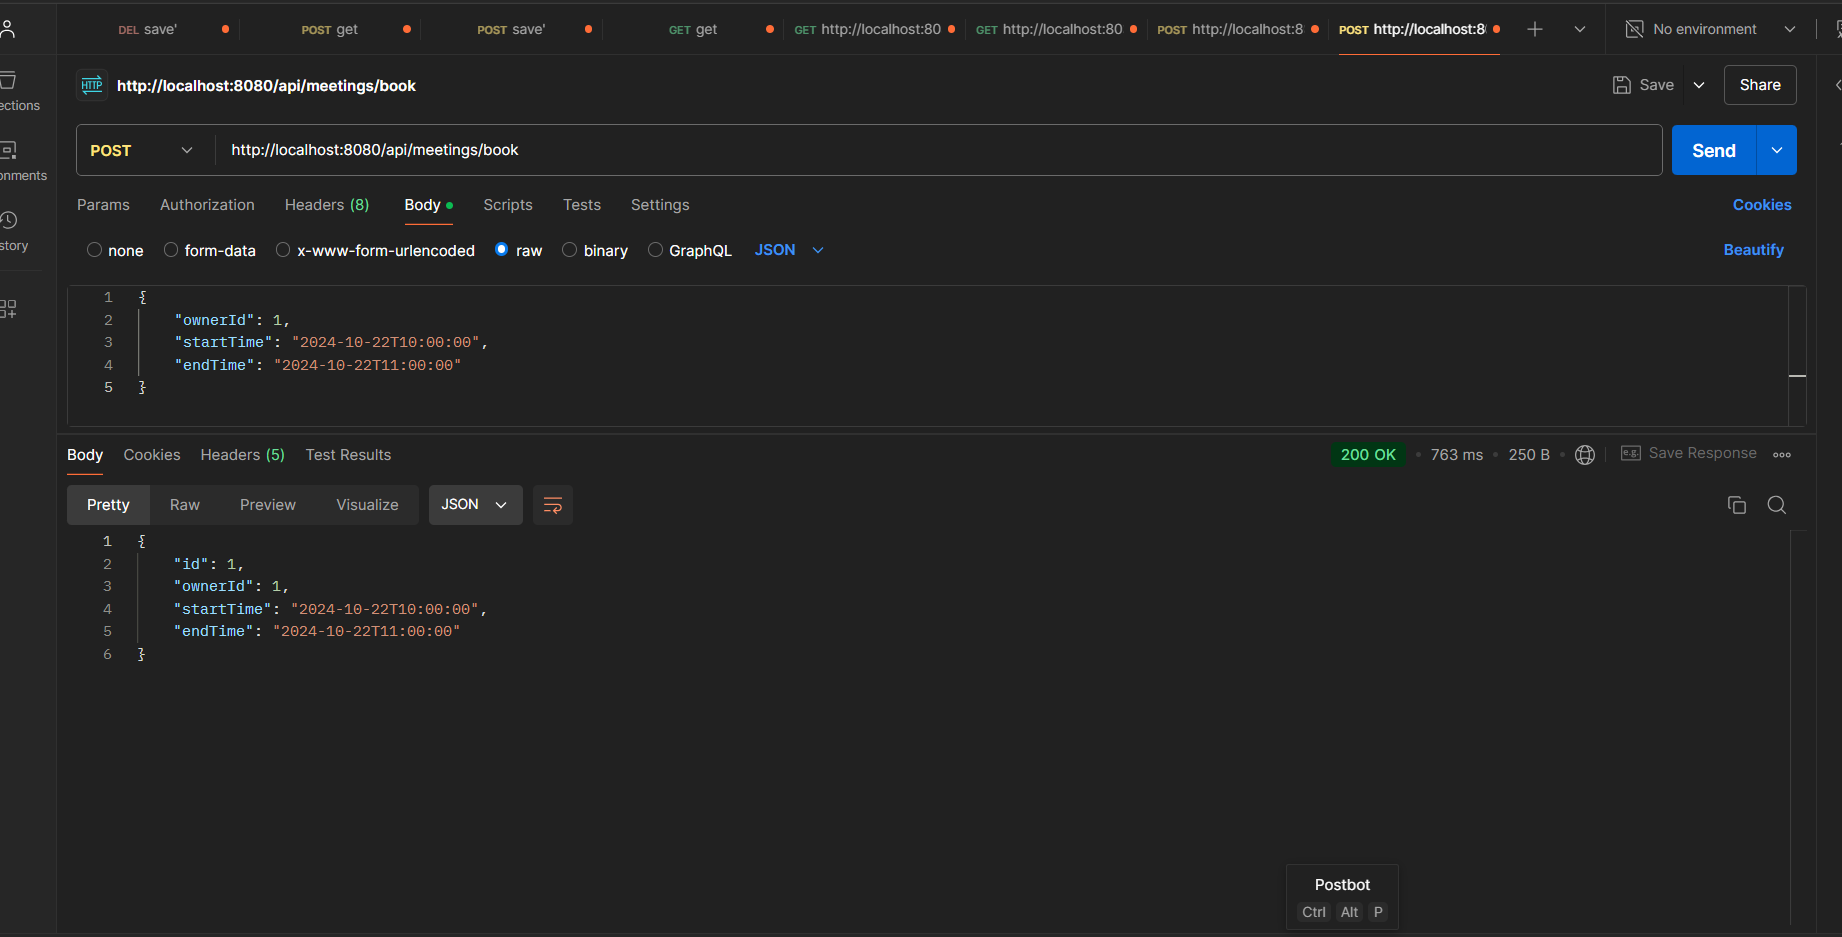 DEL save' POST get POST save' GET get GET http://localhost:80 GET http://localhost:80 POST http://localhost:8 POST http://localhost:8 No environment
HTTP http://localhost:8080/api/meetings/book Save Share
ections
POST http://localhost:8080/api/meetings/book Send
onments
Params Authorization Headers (8) Body Scripts Tests Settings Cookies
story
none form-data x-www-form-urlencoded raw binary GraphQL JSON Beautify
1 {
2 "ownerId": 1,
3 "startTime": "2024-10-22T10:00:00",
4 "endTime": "2024-10-22T11:00:00"
5 }
Body Cookies Headers (5) Test Results 200 OK • 763 ms • 250 B • e.g. Save Response
Pretty Raw Preview Visualize JSON
1 {
2 "id": 1,
3 "ownerId": 1,
4 "startTime": "2024-10-22T10:00:00",
5 "endTime": "2024-10-22T11:00:00"
6 }
Postbot
Ctrl Alt P